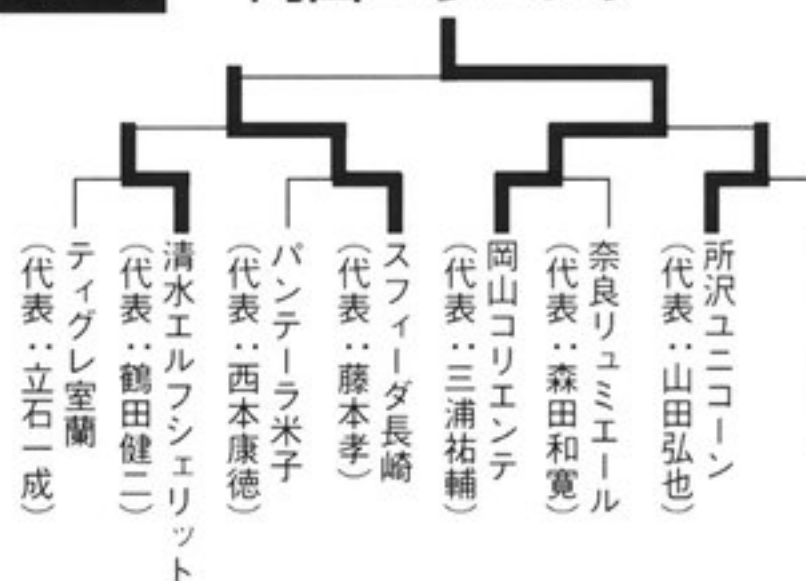 所沢ユニコーン
（代表：山田弘也）
奈良リュミエール
（代表：森田和寛）
岡山コリエンテ
（代表：三浦祐輔）
スフィーダ長崎
（代表：藤本孝）
パンテーラ米子
（代表：西本康徳）
清水エルフシェリット
（代表：鶴田健二）
ティグレ室蘭
（代表：立石一成）